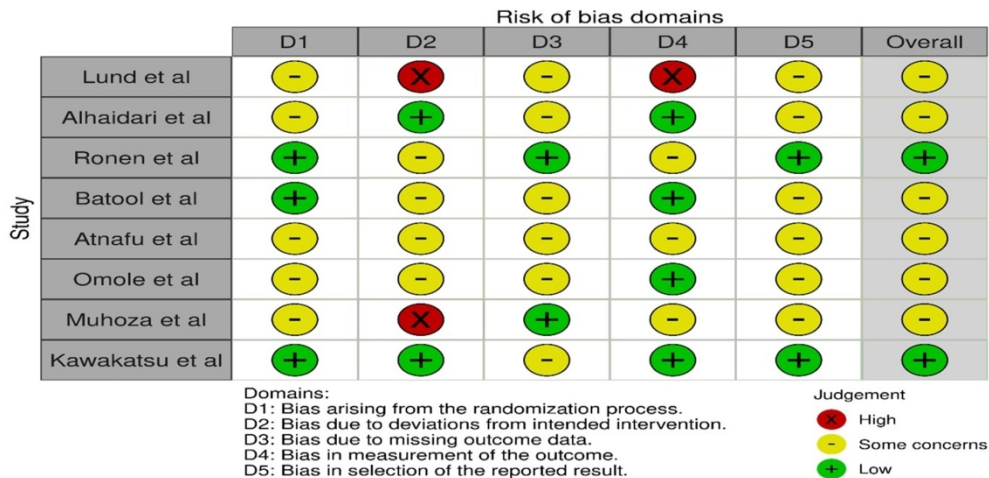 Risk of bias domains
D1 D2 D3 D4 D5 Overall
Study
Lund et al - X - X - -
Alhaidari et al - + - + - -
Ronen et al + - + - + +
Batool et al + - - + - -
Atnafu et al - - - - - -
Omole et al - - - + - -
Muhoza et al - X + - - -
Kawakatsu et al + + - + + +
Domains:
D1: Bias arising from the randomization process.
D2: Bias due to deviations from intended intervention.
D3: Bias due to missing outcome data.
D4: Bias in measurement of the outcome.
D5: Bias in selection of the reported result.
Judgement
X High
- Some concerns
+ Low